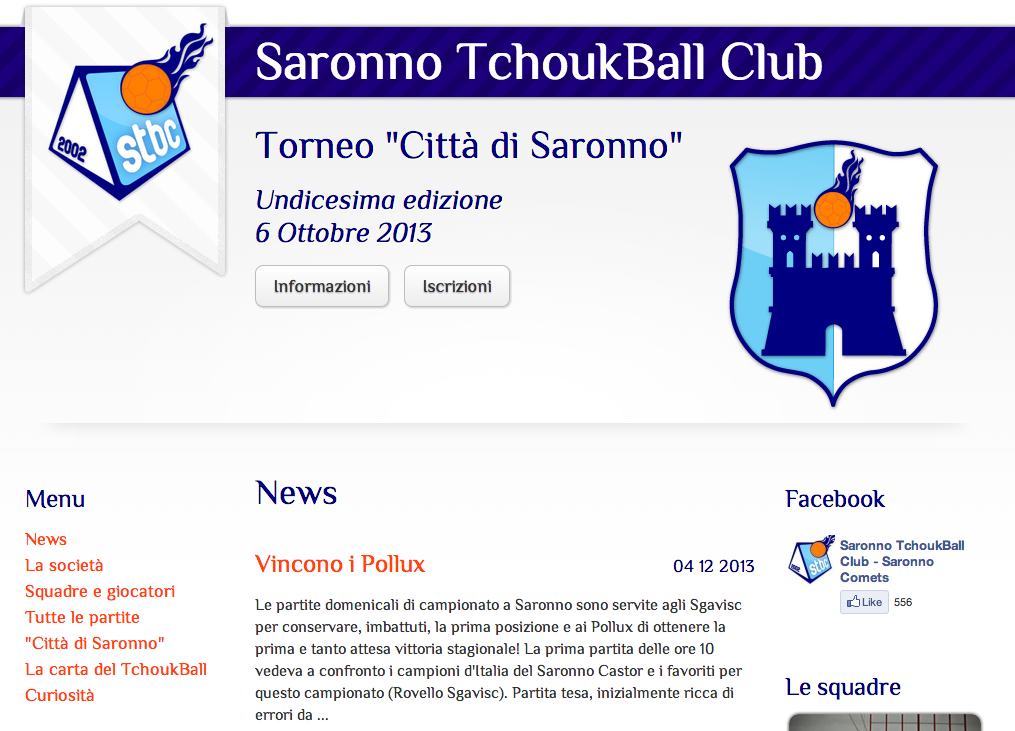 Saronno TchoukBall Club
2002
stbc
Torneo "Città di Saronno"
Undicesima edizione
6 Ottobre 2013
Informazioni
Iscrizioni
Menu
News
La società
Squadre e giocatori
Tutte le partite
"Città di Saronno"
La carta del TchoukBall
Curiosità
News
Vincono i Pollux
04 12 2013
Le partite domenicali di campionato a Saronno sono servite agli Sgavisc
per conservare, imbattuti, la prima posizione e ai Pollux di ottenere la
prima e tanto attesa vittoria stagionale! La prima partita delle ore 10
vedeva a confronto i campioni d'Italia del Saronno Castor e i favoriti per
questo campionato (Rovello Sgavisc). Partita tesa, inizialmente ricca di
errori da ...
Facebook
2002
stbc
Saronno TchoukBall
Club - Saronno
Comets
Like
556
Le squadre